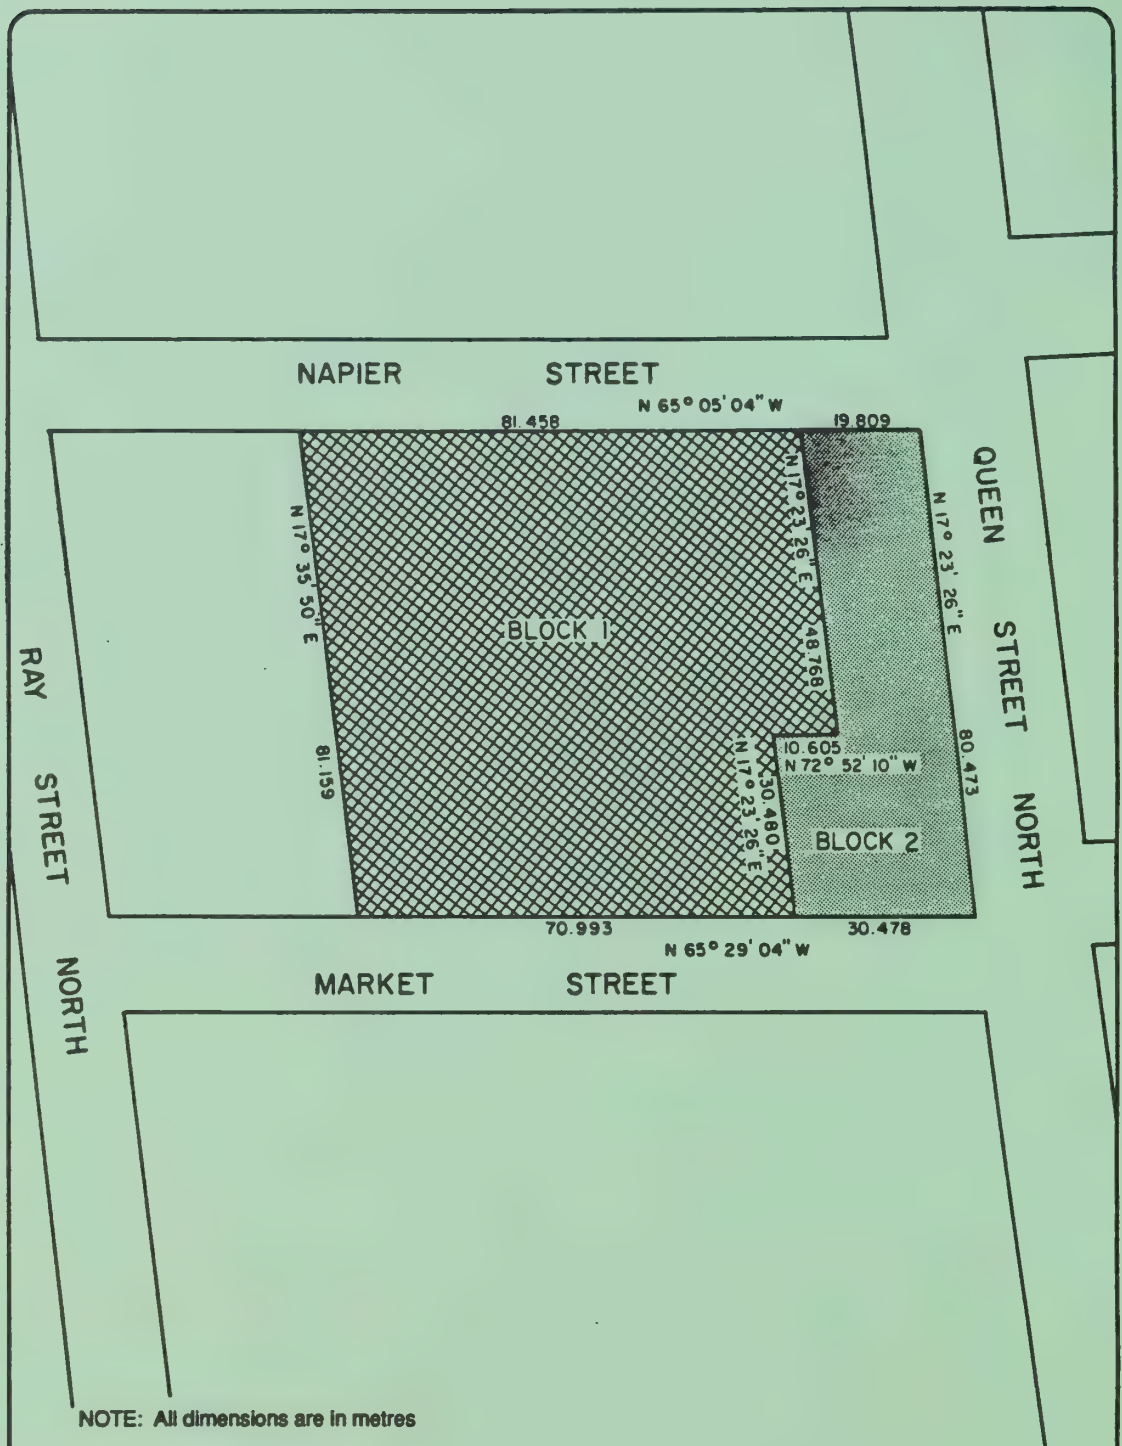 NAPIER STREET
N 65° 05' 04" W
81.458
19.809
QUEEN STREET NORTH
N 17° 23' 26" E
80.473
N 17° 35' 50" E
81.159
N 17° 23' 26" E
48.768
BLOCK 1
RAY STREET NORTH
10.605
N 72° 52' 10" W
N 17° 23' 26" E
30.480
BLOCK 2
70.993
30.478
N 65° 29' 04" W
MARKET STREET
NOTE: All dimensions are in metres